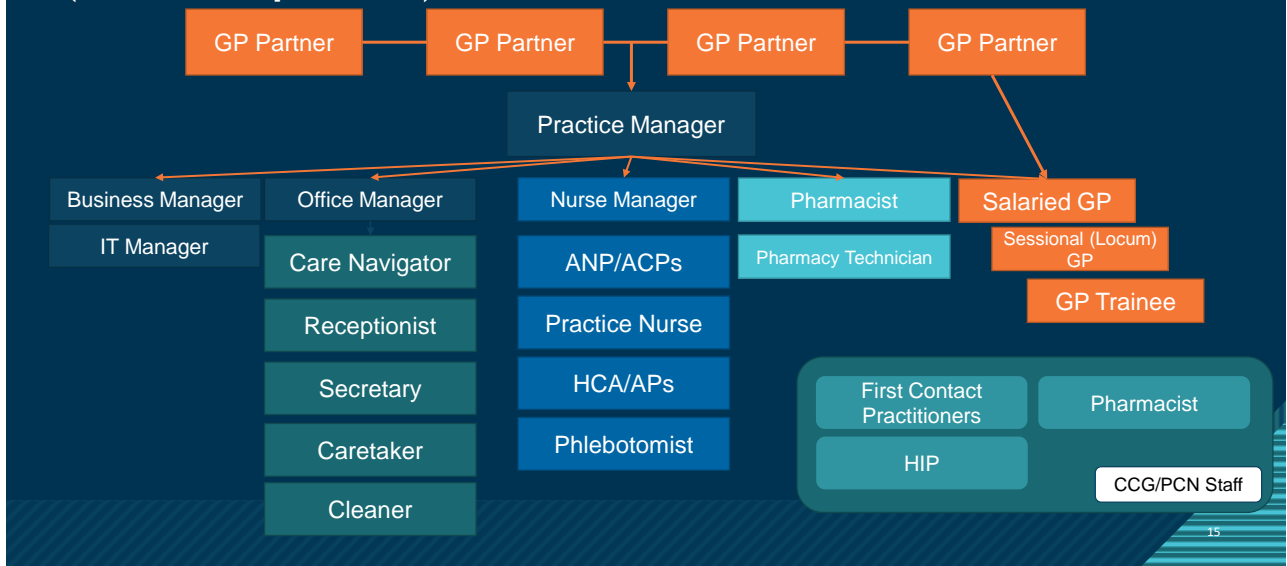 GP Partner
GP Partner
GP Partner
GP Partner
Practice Manager
Business Manager
Office Manager
Nurse Manager
Pharmacist
Salaried GP
IT Manager
Care Navigator
ANP/ACPs
Pharmacy Technician
Sessional (Locum)
GP
GP Trainee
Receptionist
Practice Nurse
Secretary
HCA/APs
Caretaker
Phlebotomist
Cleaner
First Contact
Practitioners
Pharmacist
HIP
CCG/PCN Staff
15